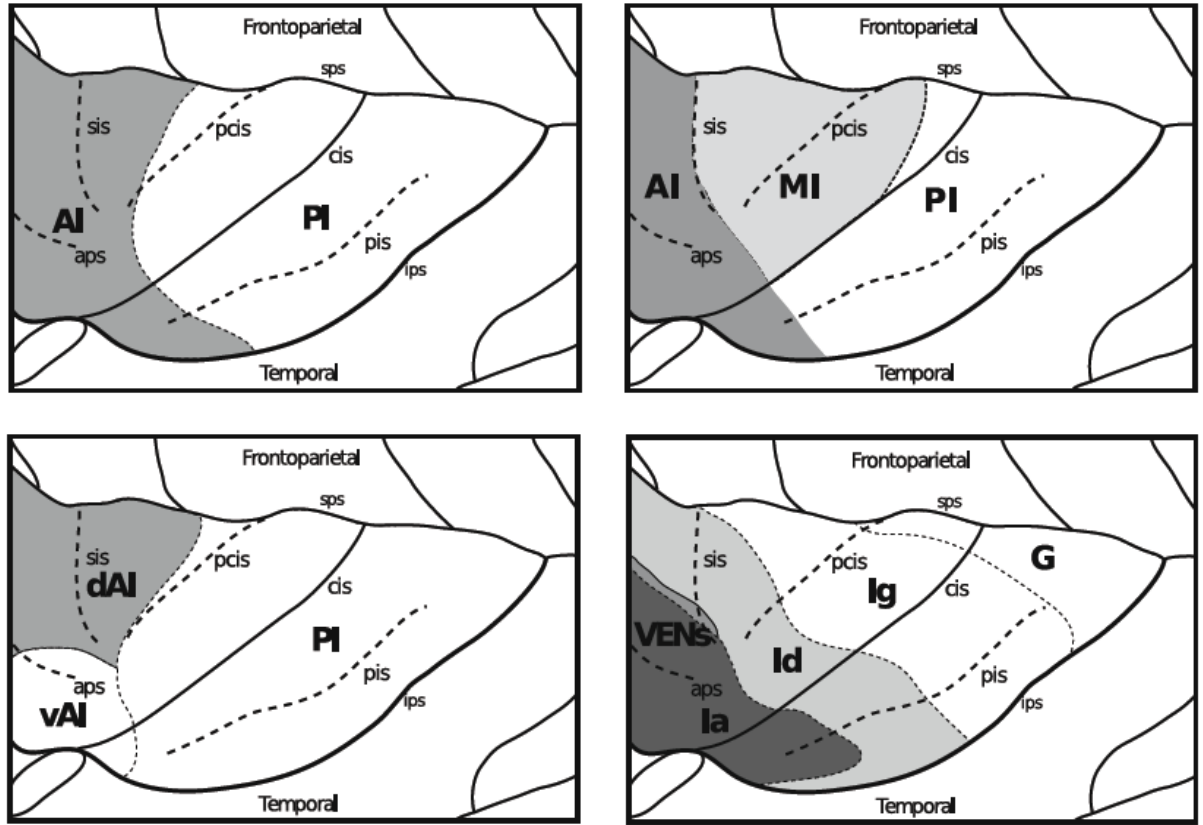 Frontoparietal
sps
sis
pcis
cis
AI
PI
pis
aps
ips
Temporal
Frontoparietal
sps
sis
pcis
cis
AI
MI
PI
pis
aps
ips
Temporal
Frontoparietal
sps
sis
pcis
dAI
cis
PI
aps
pis
vAI
ips
Temporal
Frontoparietal
sps
sis
pcis
G
Ig
cis
VENs
Id
aps
pis
Ia
ips
Temporal